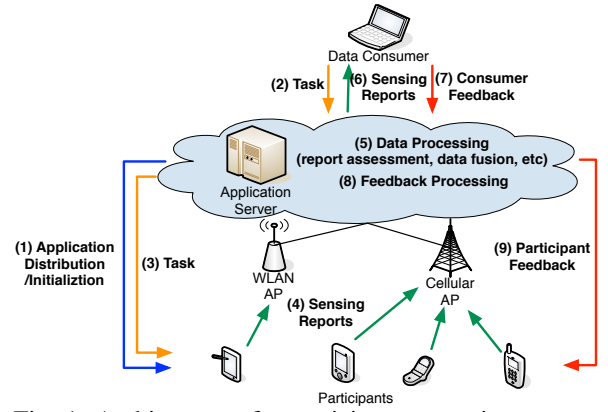 Data Consumer
(2) Task
(6) Sensing
Reports
(7) Consumer
Feedback
(5) Data Processing
(report assessment, data fusion, etc)
(8) Feedback Processing
Application
Server
(1) Application
Distribution
/Initializtion
(3) Task
WLAN
AP
(4) Sensing
Reports
Cellular
AP
(9) Participant
Feedback
Participants